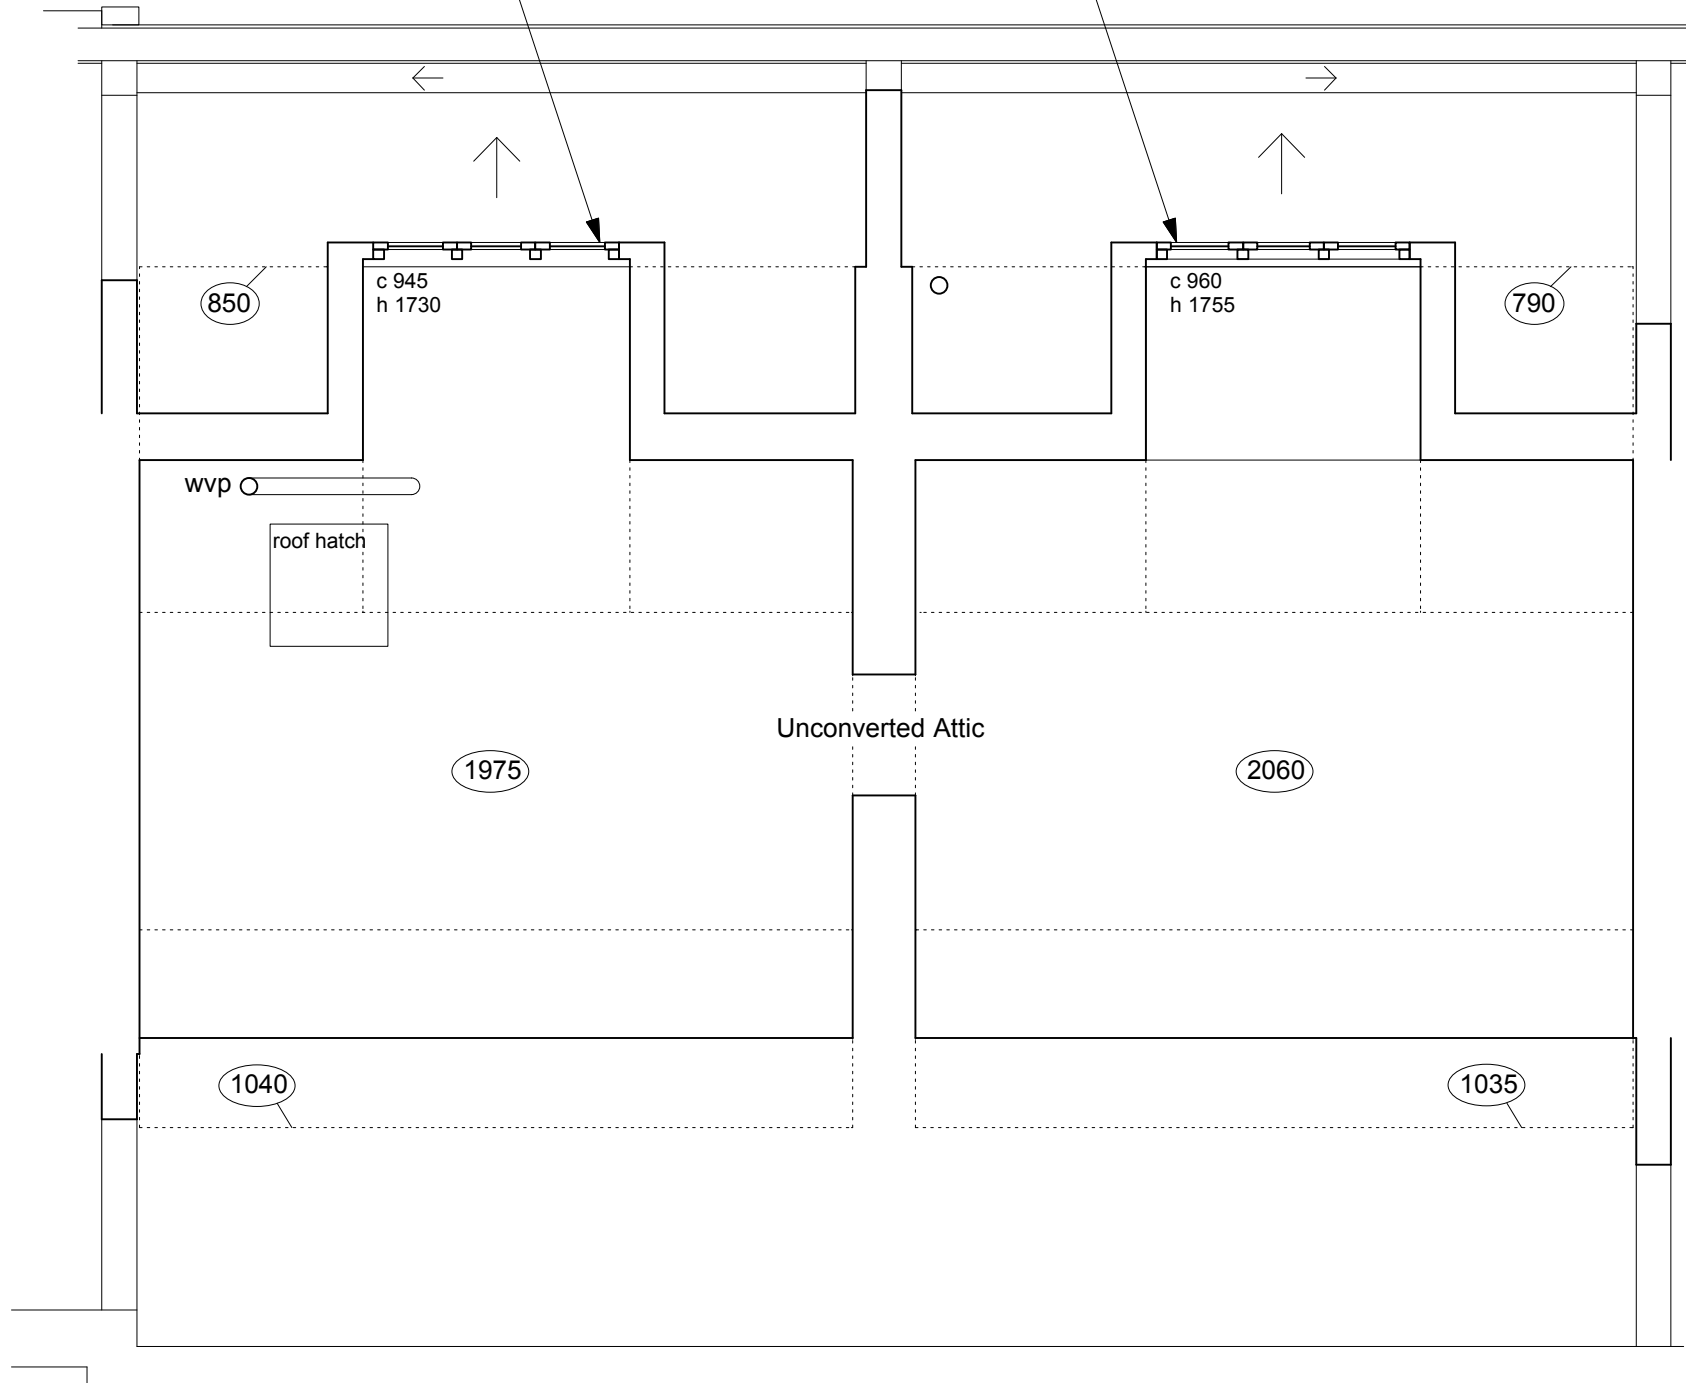 c 945
h 1730
c 960
h 1755
850
790
wvp
roof hatch
Unconverted Attic
1975
2060
1040
1035